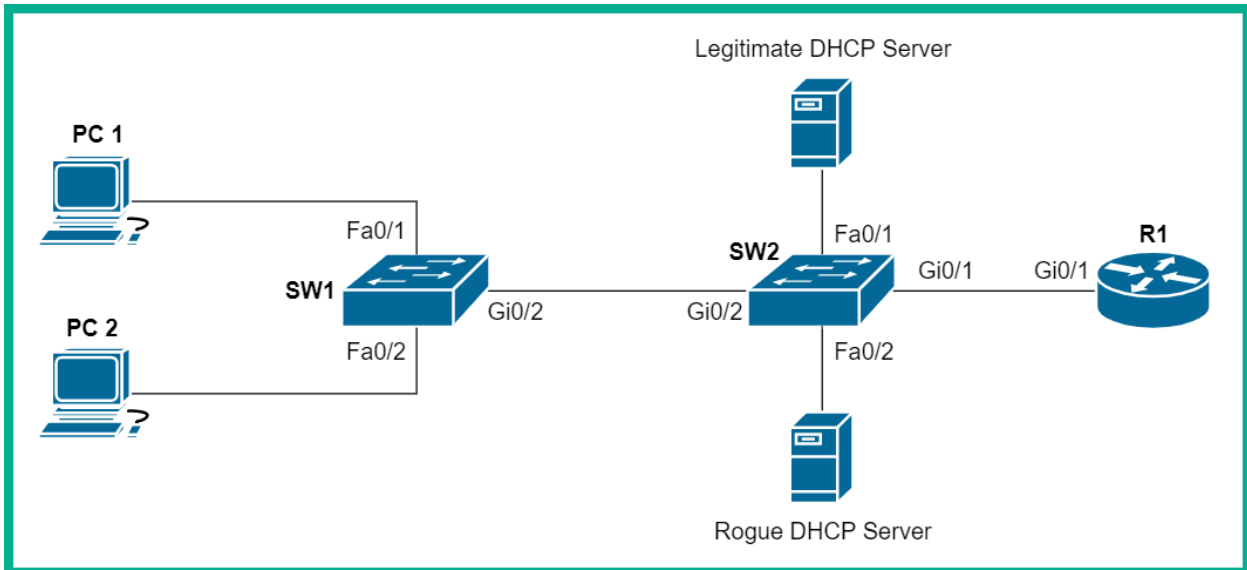 Legitimate DHCP Server
PC 1
Fa0/1
Fa0/1
SW2
R1
SW1
Gi0/2
Gi0/2
Gi0/1
Gi0/1
PC 2
Fa0/2
Fa0/2
Rogue DHCP Server